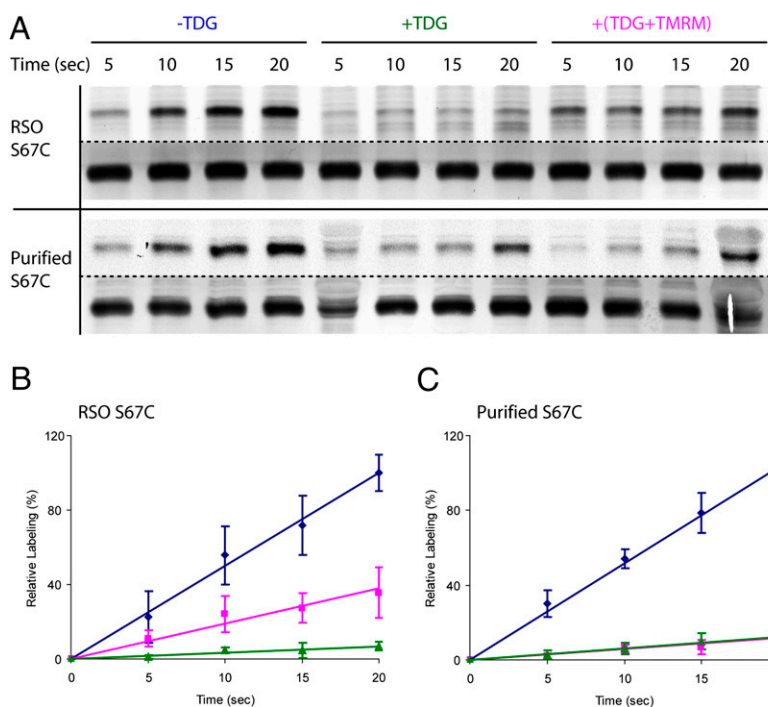 A
-TDG +TDG +(TDG+TMRM)
Time (sec) 5 10 15 20 5 10 15 20 5 10 15 20
RSO
S67C
Purified
S67C
B
RSO S67C
Relative Labeling (%)
120
80
40
0
0 5 10 15 20
Time (sec)
C
Purified S67C
Relative Labeling (%)
120
80
40
0
0 5 10 15
Time (sec)